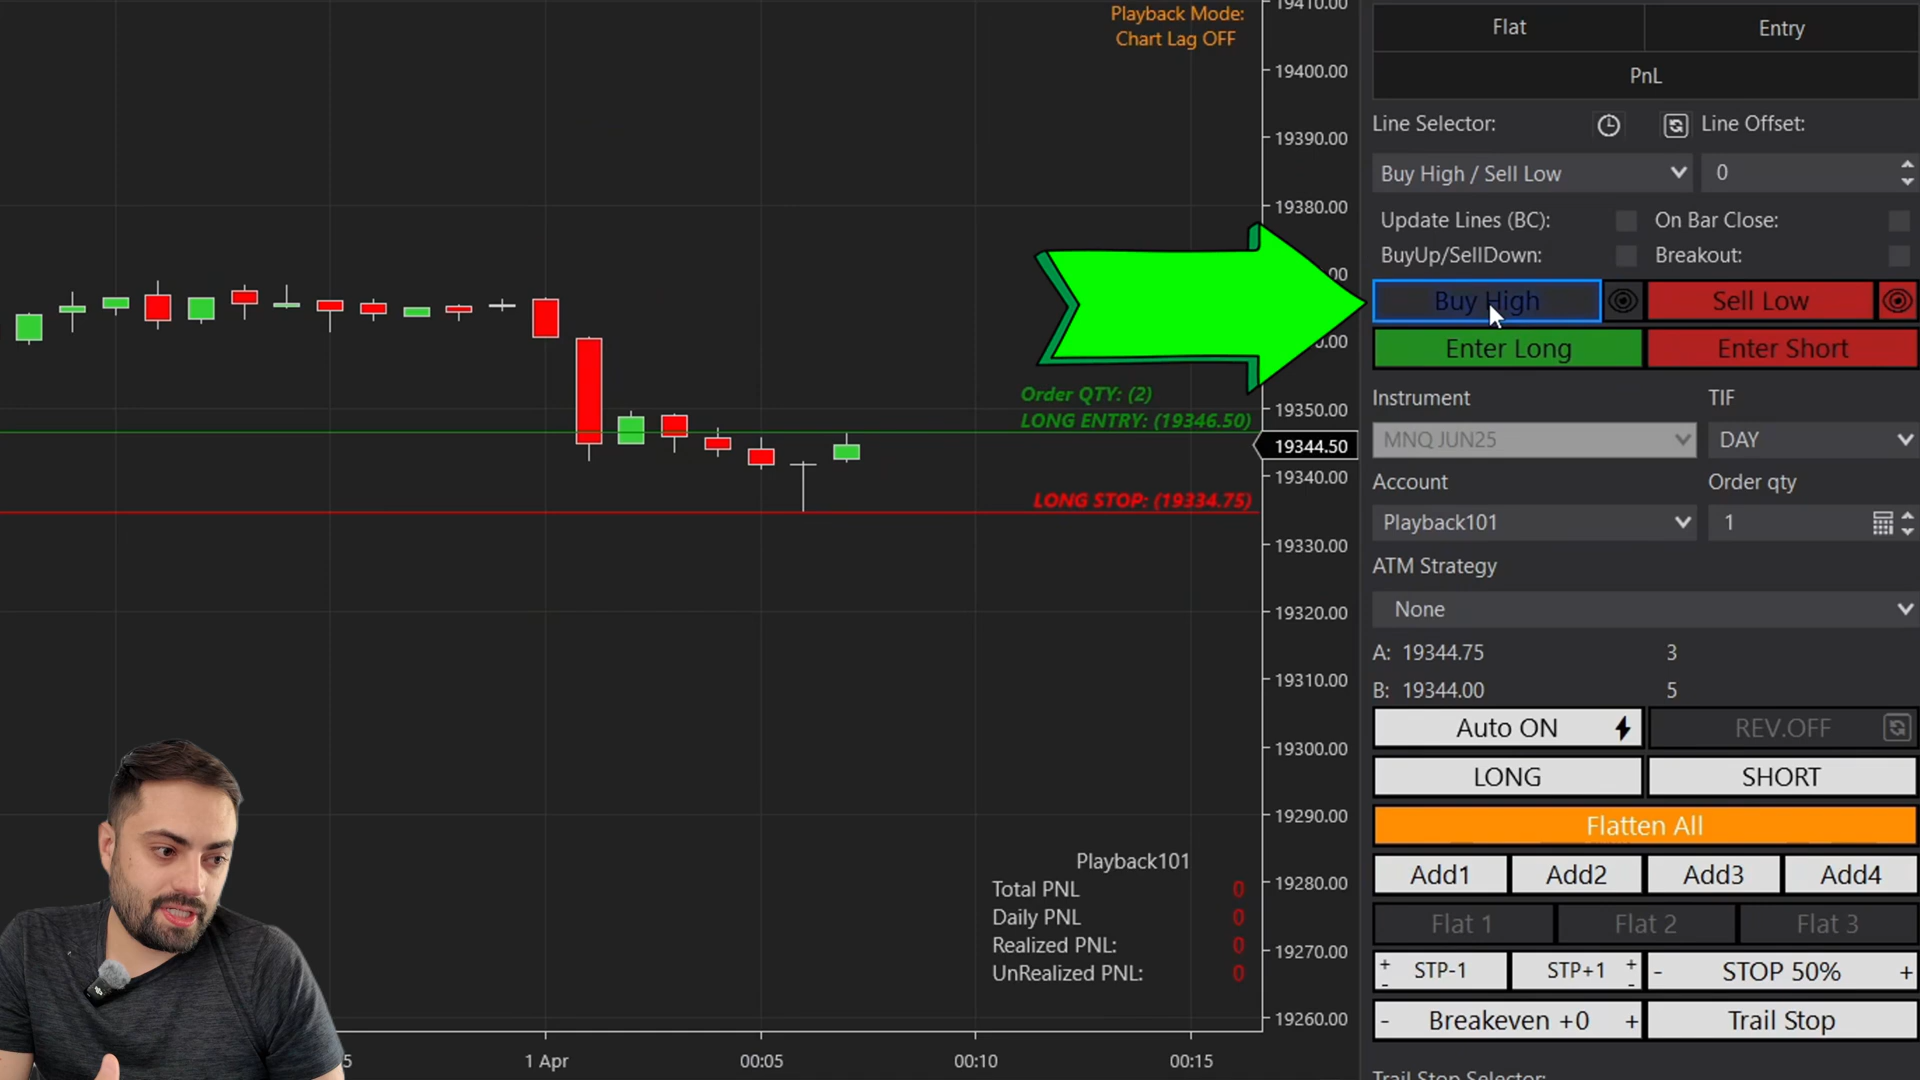 Playback Mode:
Chart Lag OFF
19410.00
19400.00
19390.00
19380.00
19350.00
19344.50
19340.00
19330.00
19320.00
19310.00
19300.00
19290.00
19280.00
19270.00
19260.00
Order QTY: (2)
LONG ENTRY: (19346.50)
LONG STOP: (19334.75)
Playback101
Total PNL 0
Daily PNL 0
Realized PNL: 0
UnRealized PNL: 0
1 Apr 00:05 00:10 00:15
Flat Entry
PnL
Line Selector: Line Offset:
Buy High / Sell Low 0
Update Lines (BC): On Bar Close:
BuyUp/SellDown: Breakout:
Buy High Sell Low
Enter Long Enter Short
Instrument TIF
MNQ JUN25 DAY
Account Order qty
Playback101 1
ATM Strategy
None
A: 19344.75 3
B: 19344.00 5
Auto ON REV.OFF
LONG SHORT
Flatten All
Add1 Add2 Add3 Add4
Flat 1 Flat 2 Flat 3
+ - STP-1 STP+1 + - - STOP 50% +
- Breakeven +0 + Trail Stop
Trail Stop Selector: